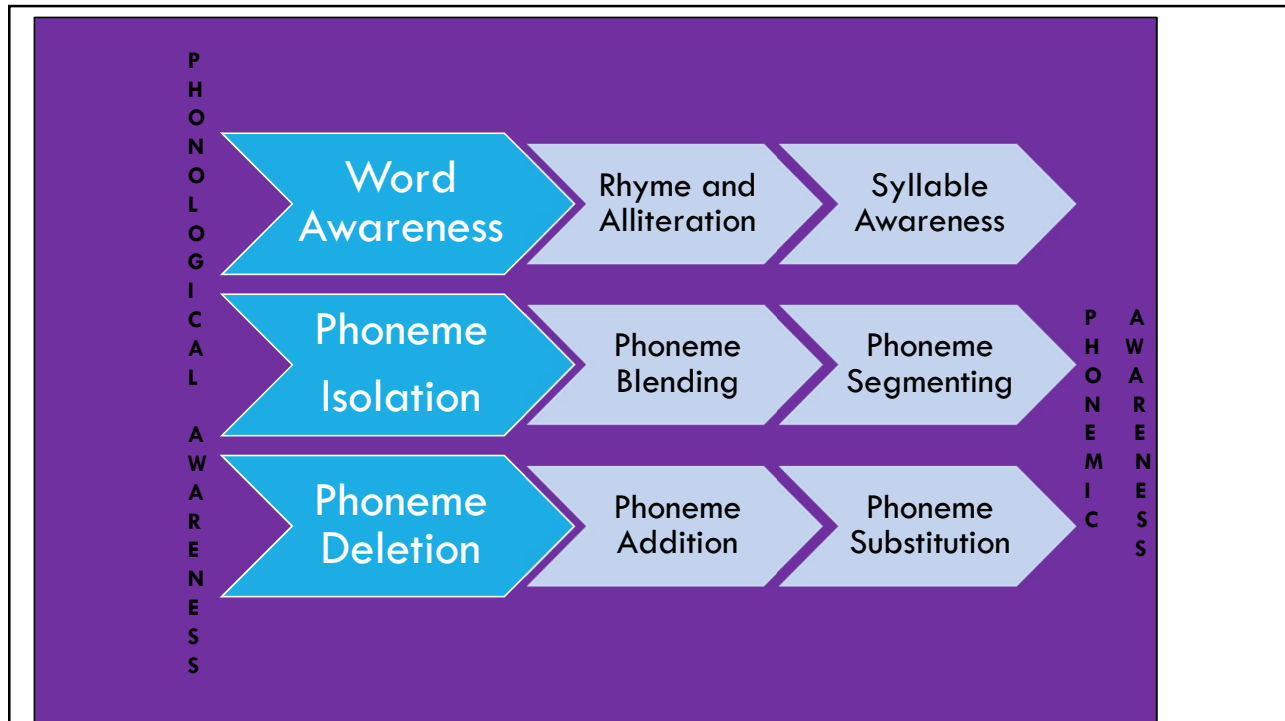 PHONOLOGICAL AWARENESS
Word
Awareness
Rhyme and
Alliteration
Syllable
Awareness
Phoneme
Isolation
Phoneme
Blending
Phoneme
Segmenting
Phoneme
Deletion
Phoneme
Addition
Phoneme
Substitution
PHONEMIC
AWARENESS